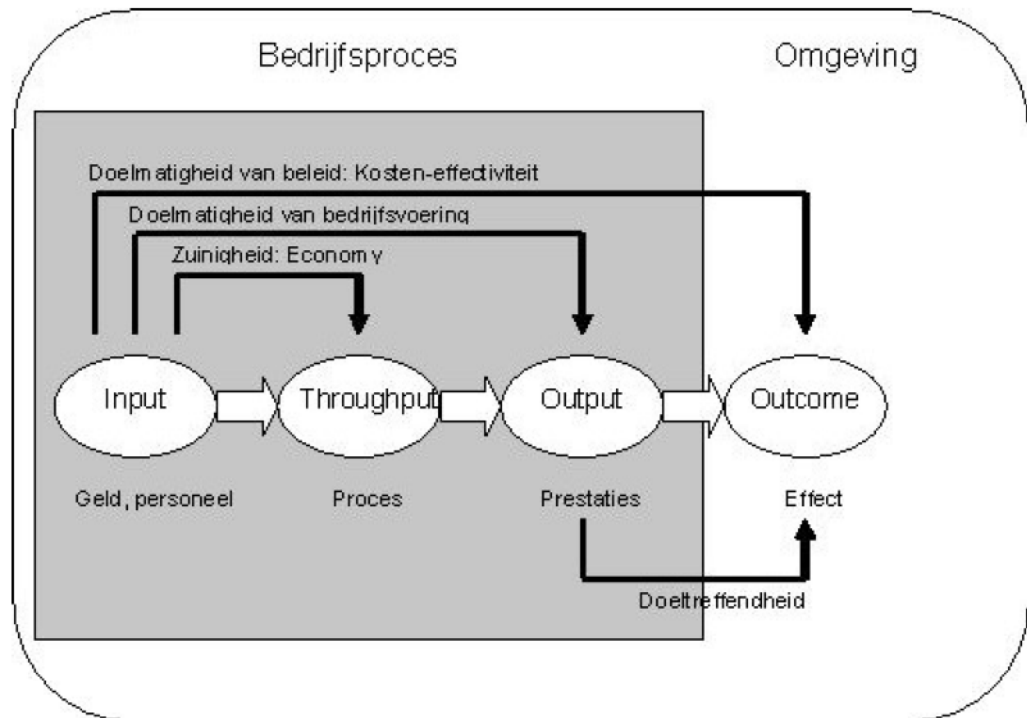 Bedrijfsproces
Omgeving
Doelmatigheid van beleid: Kosten-effectiviteit
Doelmatigheid van bedrijfsvoering
Zuinigheid: Economy
Input
Throughput
Output
Outcome
Geld, personeel
Proces
Prestaties
Effect
Doeltreffendheid